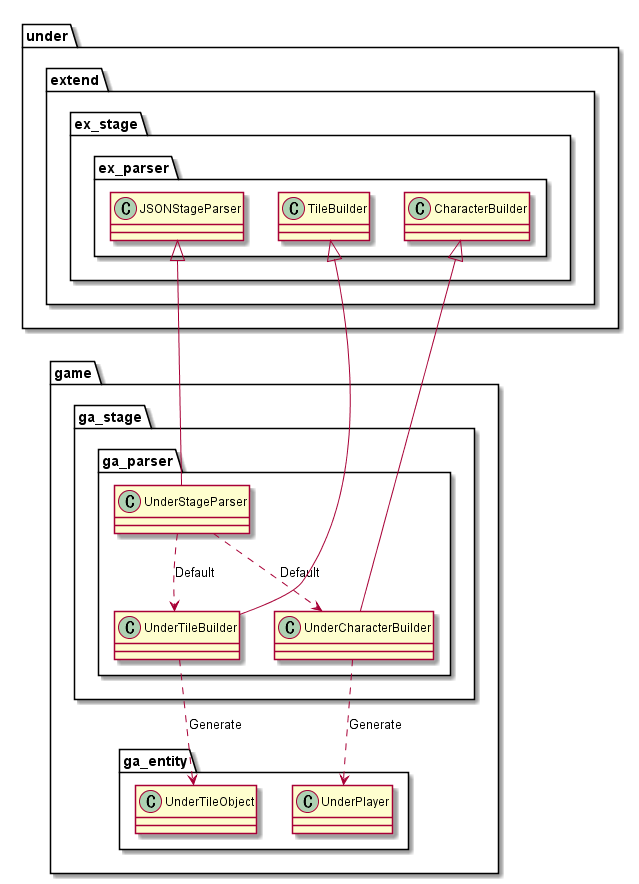 under
extend
ex_stage
ex_parser
C JSONStageParser
C TileBuilder
C CharacterBuilder
game
ga_stage
ga_parser
C UnderStageParser
Default
Default
C UnderTileBuilder
C UnderCharacterBuilder
Generate
Generate
ga_entity
C UnderTileObject
C UnderPlayer